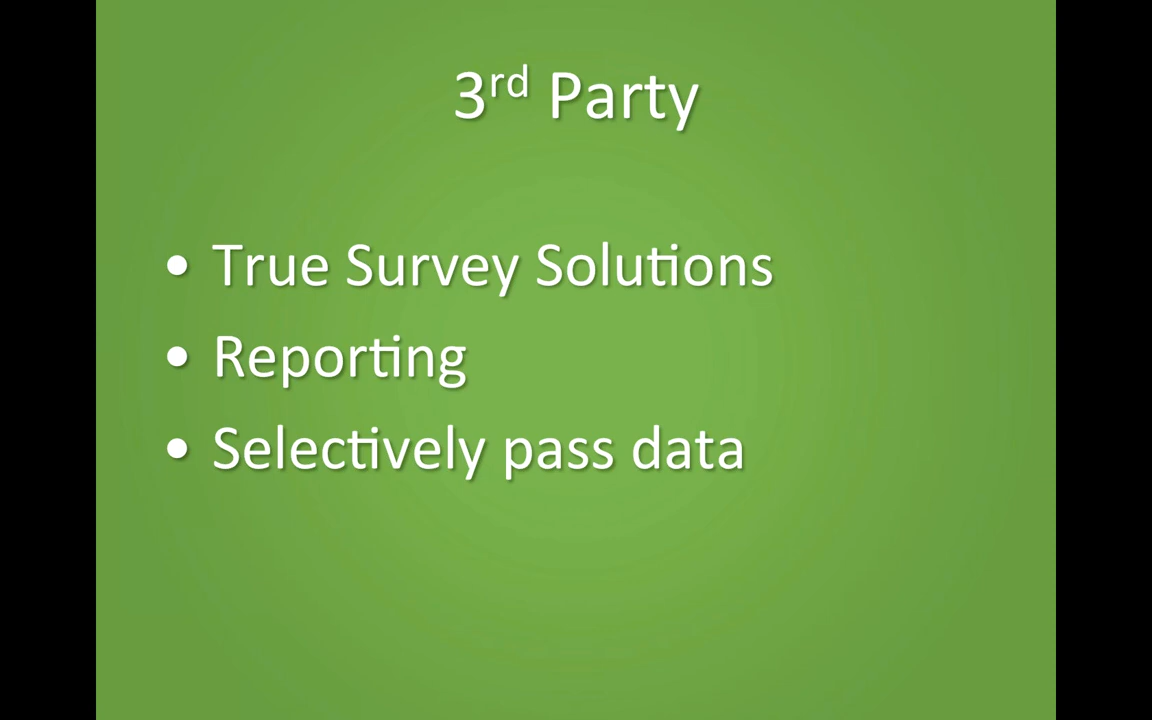 3rd Party
• True Survey Solutions
• Reporting
• Selectively pass data